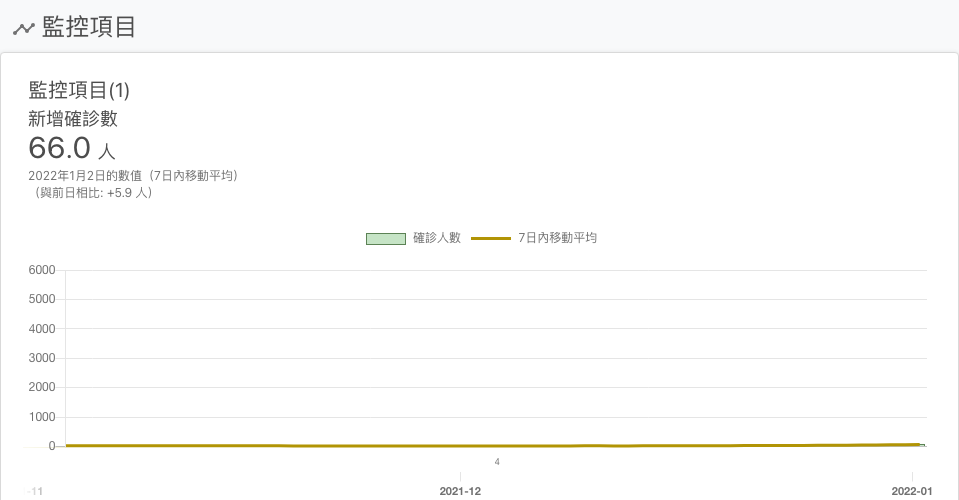 監控項目
監控項目(1)
新增確診數
66.0 人
2022年1月2日的數值（7日內移動平均）
（與前日相比: +5.9 人）
確診人數 7日內移動平均
6000
5000
4000
3000
2000
1000
0
4
-11 2021-12 2022-01